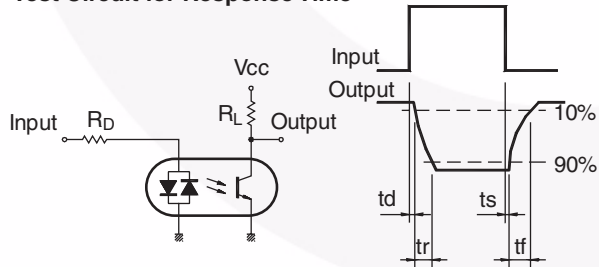 Test Circuit for Response Time
Input
Vcc
RD
RL
Output
Input
Output
10%
90%
td
ts
tr
tf